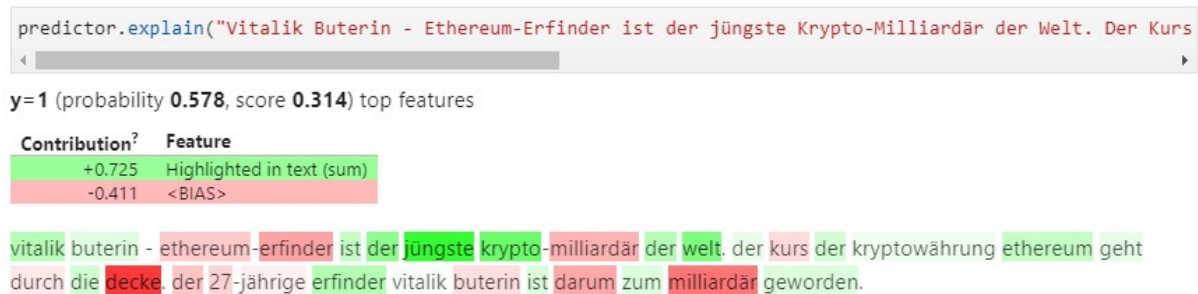 predictor.explain("Vitalik Buterin - Ethereum-Erfinder ist der jüngste Krypto-Milliardär der Welt. Der Kurs
y=1 (probability 0.578, score 0.314) top features
Contribution? Feature
+0.725 Highlighted in text (sum)
-0.411 <BIAS>
vitalik buterin - ethereum-erfinder ist der jüngste krypto-milliardär der welt. der kurs der kryptowährung ethereum geht
durch die decke. der 27-jährige erfinder vitalik buterin ist darum zum milliardär geworden.